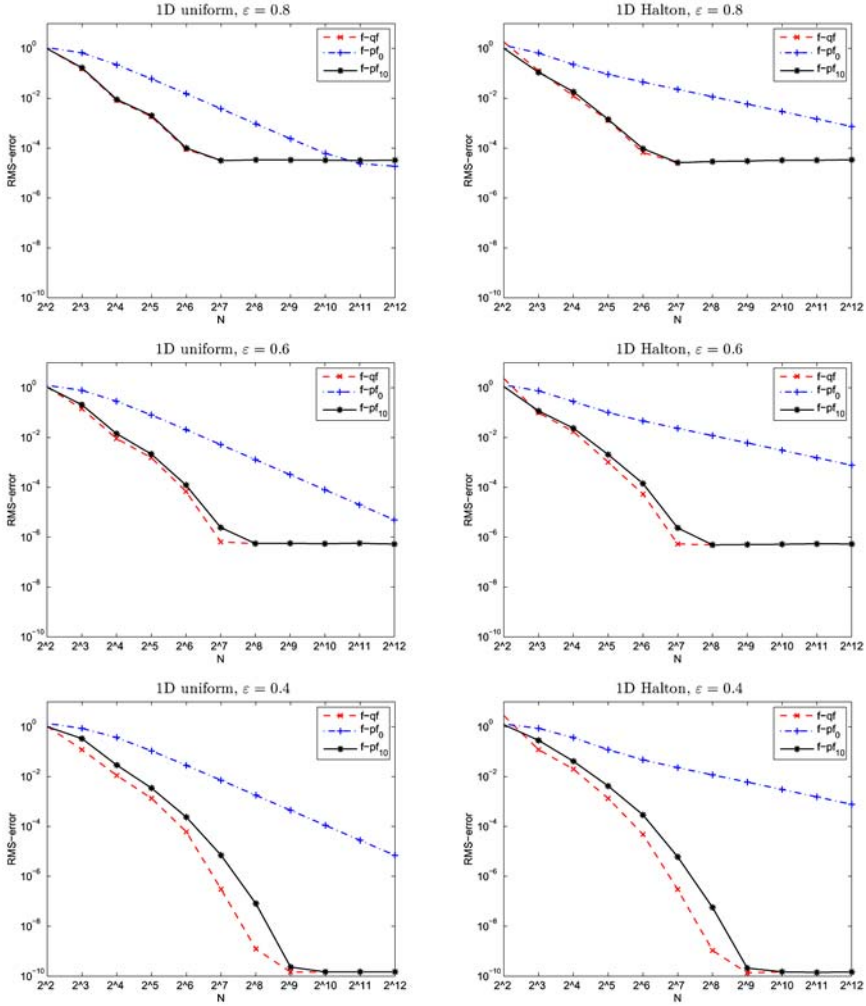 1D uniform, ε = 0.8
RMS-error
10^0
10^-2
10^-4
10^-6
10^-8
10^-10
2^2 2^3 2^4 2^5 2^6 2^7 2^8 2^9 2^10 2^11 2^12
N
f-qf
f-pf_0
f-pf_10
1D Halton, ε = 0.8
RMS-error
10^0
10^-2
10^-4
10^-6
10^-8
10^-10
2^2 2^3 2^4 2^5 2^6 2^7 2^8 2^9 2^10 2^11 2^12
N
f-qf
f-pf_0
f-pf_10
1D uniform, ε = 0.6
RMS-error
10^0
10^-2
10^-4
10^-6
10^-8
10^-10
2^2 2^3 2^4 2^5 2^6 2^7 2^8 2^9 2^10 2^11 2^12
N
f-qf
f-pf_0
f-pf_10
1D Halton, ε = 0.6
RMS-error
10^0
10^-2
10^-4
10^-6
10^-8
10^-10
2^2 2^3 2^4 2^5 2^6 2^7 2^8 2^9 2^10 2^11 2^12
N
f-qf
f-pf_0
f-pf_10
1D uniform, ε = 0.4
RMS-error
10^0
10^-2
10^-4
10^-6
10^-8
10^-10
2^2 2^3 2^4 2^5 2^6 2^7 2^8 2^9 2^10 2^11 2^12
N
f-qf
f-pf_0
f-pf_10
1D Halton, ε = 0.4
RMS-error
10^0
10^-2
10^-4
10^-6
10^-8
10^-10
2^2 2^3 2^4 2^5 2^6 2^7 2^8 2^9 2^10 2^11 2^12
N
f-qf
f-pf_0
f-pf_10